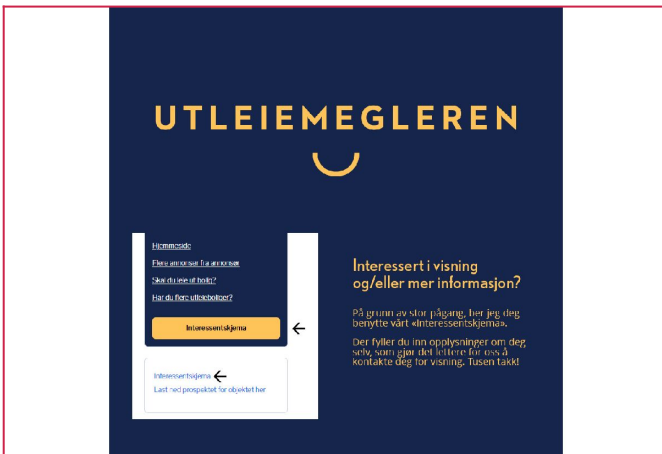 UTLEIEMEGLEREN
Hjemmeside
Flere annonser fra annonsør
Skal du leie ut bolig?
Har du flere utleieboliger?
Interessentskjema
Interessentskjema
Last ned prospektet for objektet her
Interessert i visning
og/eller mer informasjon?
På grunn av stor pågang, ber jeg deg
benytte vårt «Interessentskjema».
Der fyller du inn opplysninger om deg
selv, som gjør det lettere for oss å
kontakte deg for visning. Tusen takk!